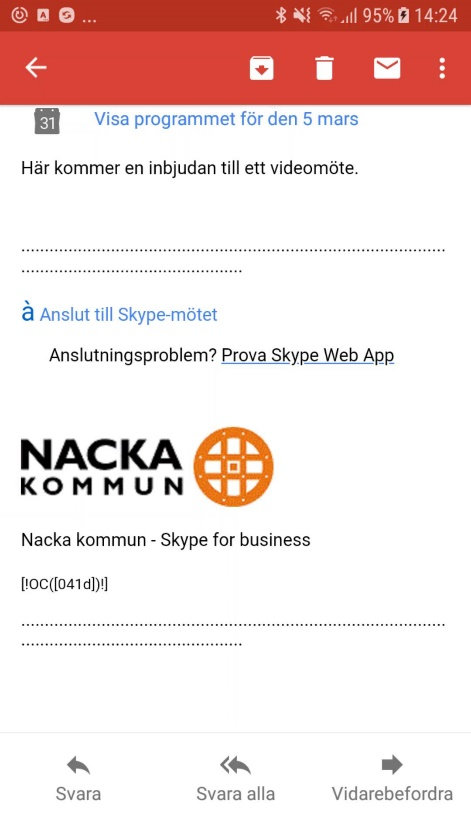 ... 95% 14:24
31 Visa programmet för den 5 mars
Här kommer en inbjudan till ett videomöte.
.........................................................................................
...............................................
à Anslut till Skype-mötet
Anslutningsproblem? Prova Skype Web App
NACKA
KOMMUN
Nacka kommun - Skype for business
[!OC([041d])!]
.........................................................................................
...............................................
Svara Svara alla Vidarebefordra